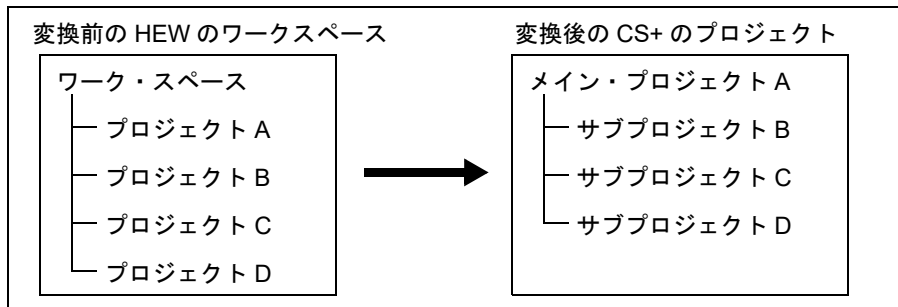 変換前の HEW のワークスペース
ワーク・スペース
プロジェクト A
プロジェクト B
プロジェクト C
プロジェクト D
変換後の CS+ のプロジェクト
メイン・プロジェクト A
サブプロジェクト B
サブプロジェクト C
サブプロジェクト D